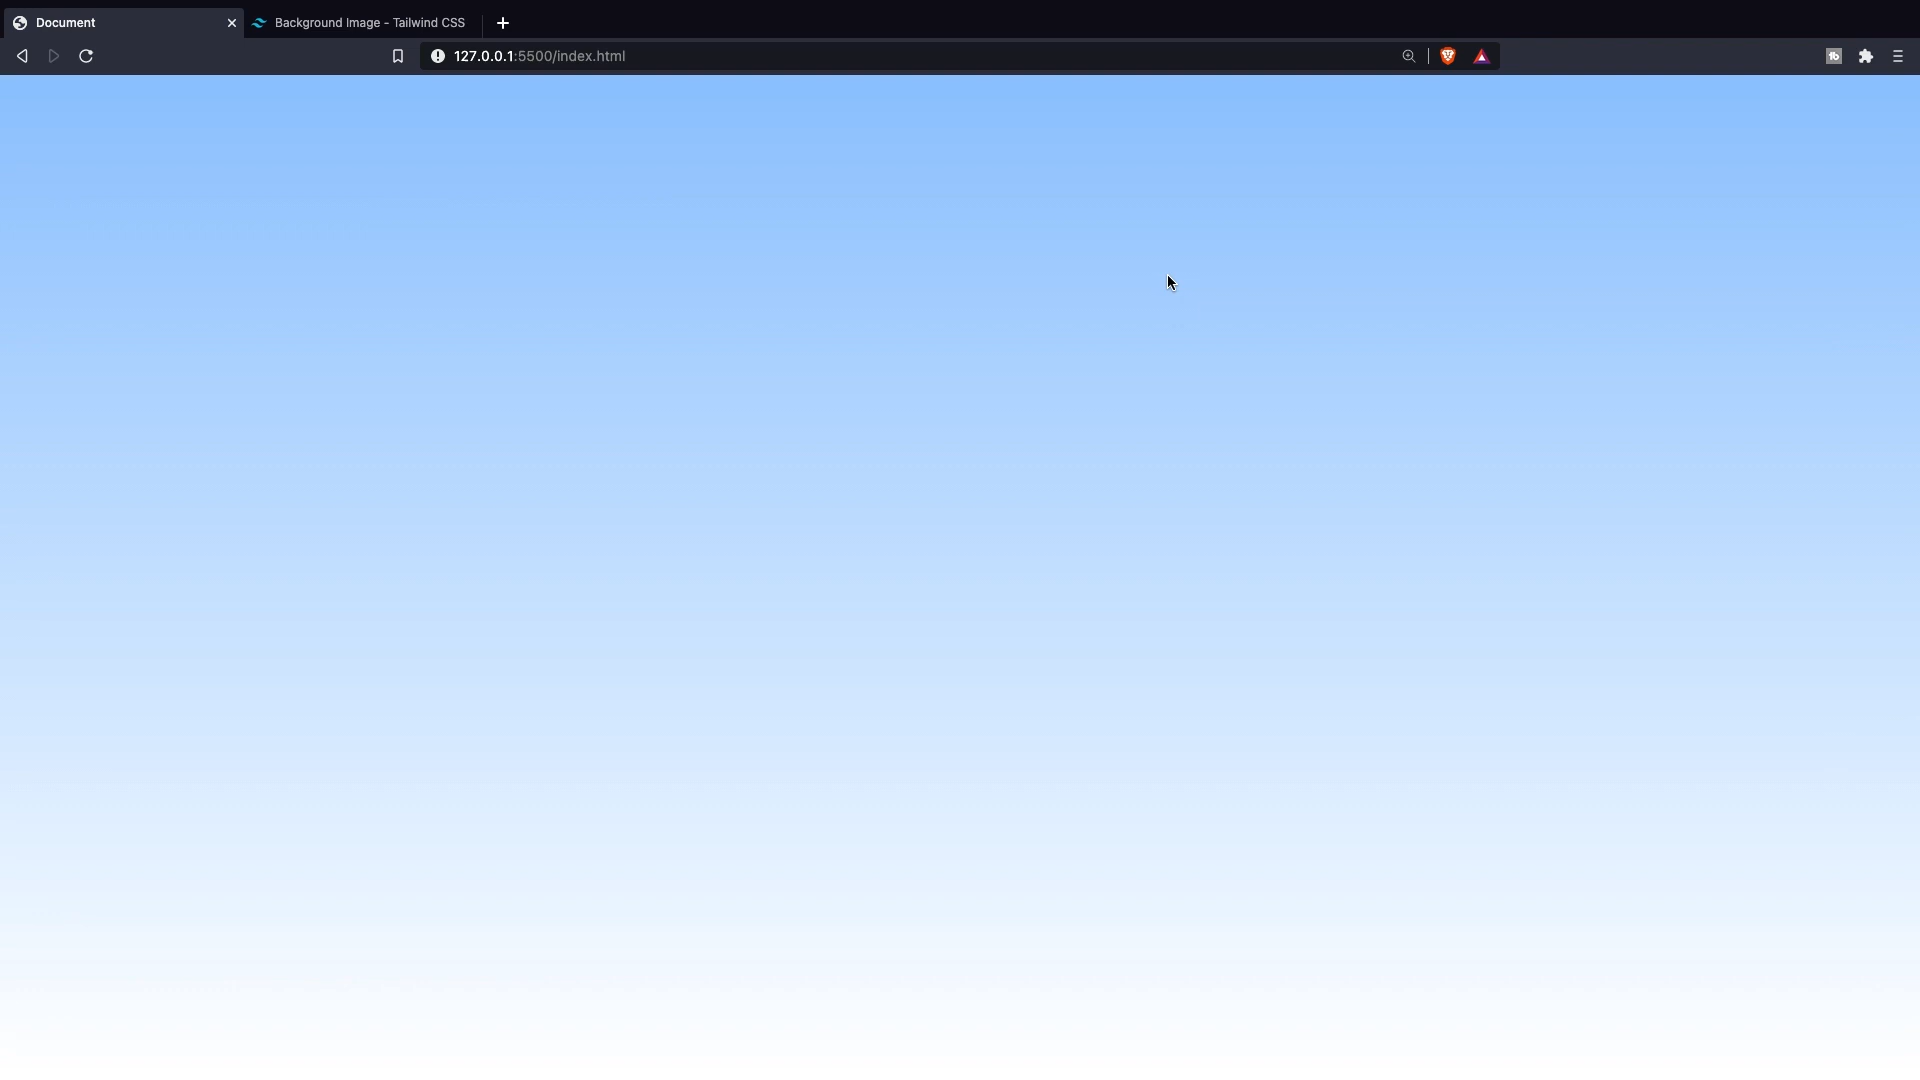 Document
Background Image - Tailwind CSS
127.0.0.1:5500/index.html